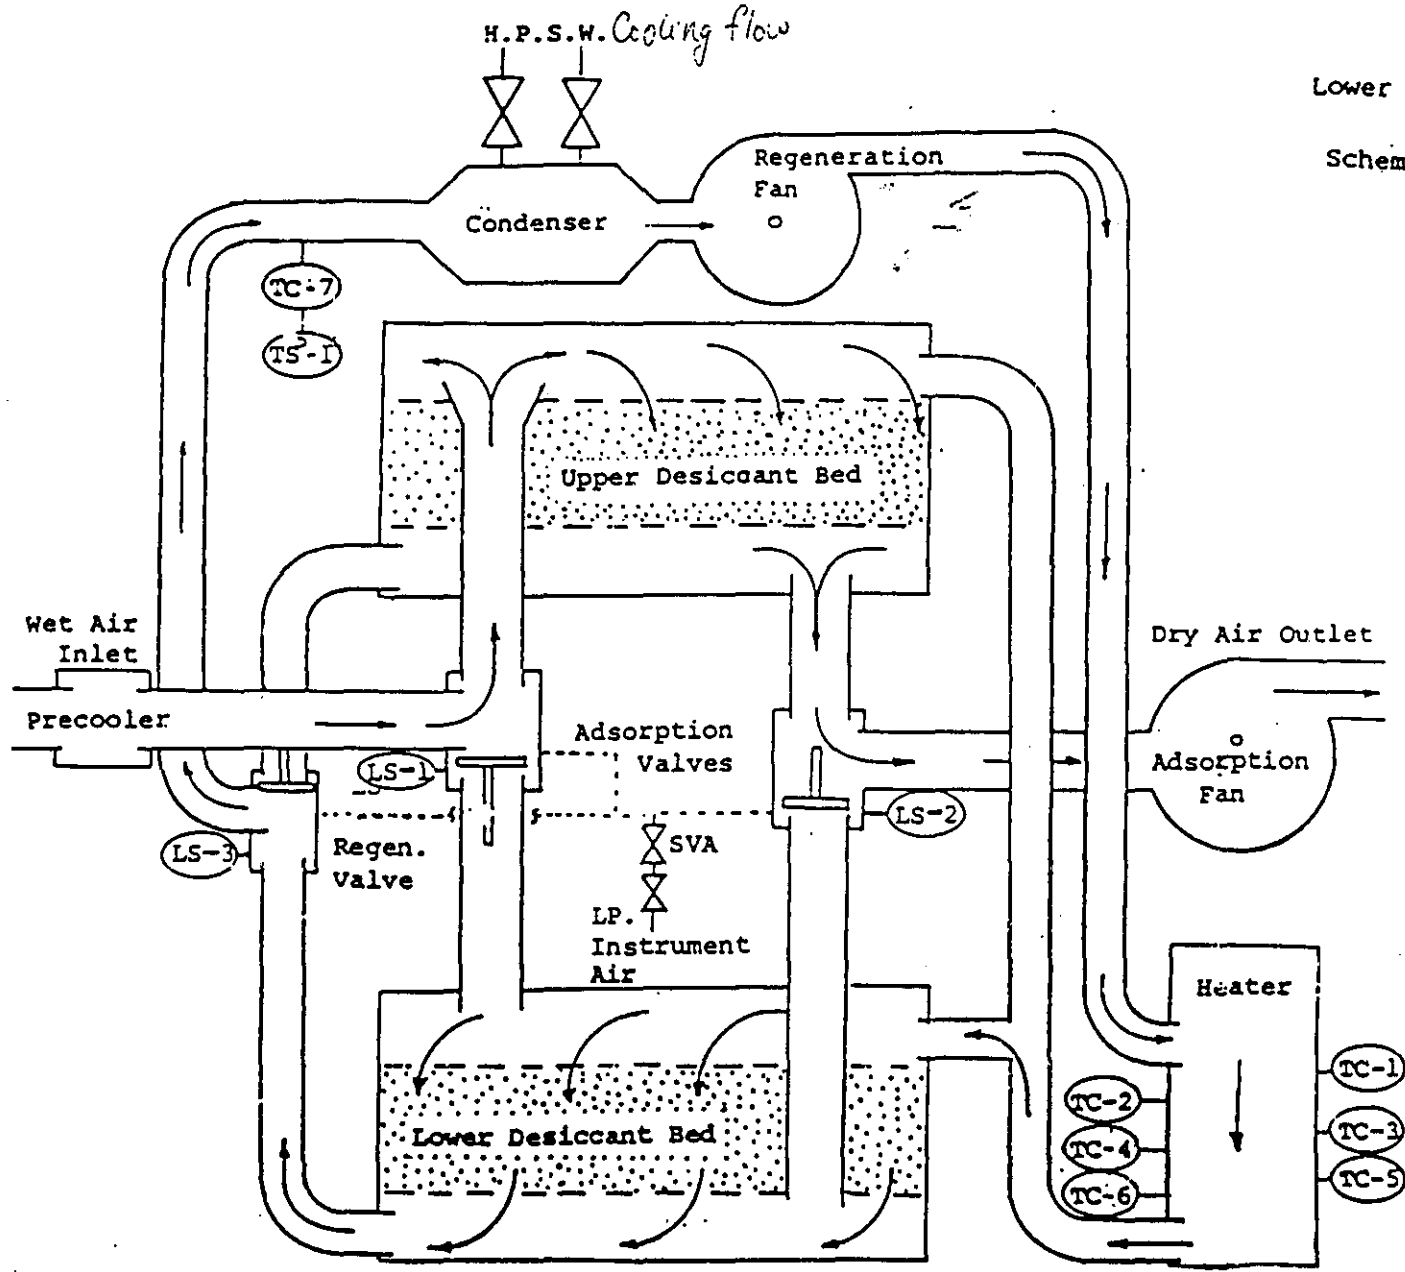 H.P.S.W. Cooling flow
Lower
Schem
Regeneration
Fan
Condenser
TC-7
TS-1
Upper Desiccant Bed
Wet Air
Inlet
Dry Air Outlet
Precooler
Adsorption
Valves
LS-1
Adsorption
Fan
LS-2
LS-3
Regen.
Valve
SVA
LP.
Instrument
Air
Heater
TC-1
TC-2
TC-3
TC-4
TC-5
TC-6
Lower Desiccant Bed